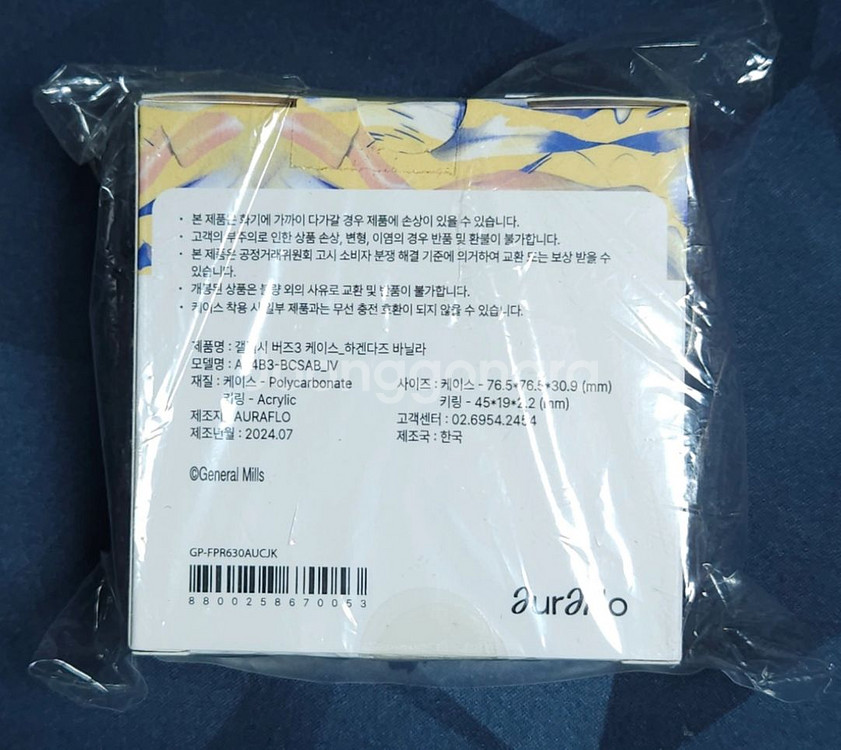 • 본 제품은 화기에 가까이 다가갈 경우 제품에 손상이 있을 수 있습니다.
• 고객의 부주의로 인한 상품 손상, 변형, 이염의 경우 반품 및 환불이 불가합니다.
• 본 제품은 공정거래위원회 고시 소비자 분쟁 해결 기준에 의거하여 교환 또는 보상 받을 수
있습니다.
• 개봉된 상품은 불량 외의 사유로 교환 및 반품이 불가합니다.
• 케이스 착용 시 일부 제품과는 무선 충전 호환이 되지 않을 수 있습니다.
제품명 : 갤럭시 버즈3 케이스_하겐다즈 바닐라
모델명 : 4B3-BCSAB_IV
재질 : 케이스 - Polycarbonate 사이즈 : 케이스 - 76.5*76.5*30.9 (mm)
키링 - Acrylic 키링 - 45*19*2.2 (mm)
제조자 : AURAFLO 고객센터 : 02.6954.2454
제조년월 : 2024.07 제조국 : 한국
©General Mills
GP-FPR630AUCJK
8800258670053
auraflo